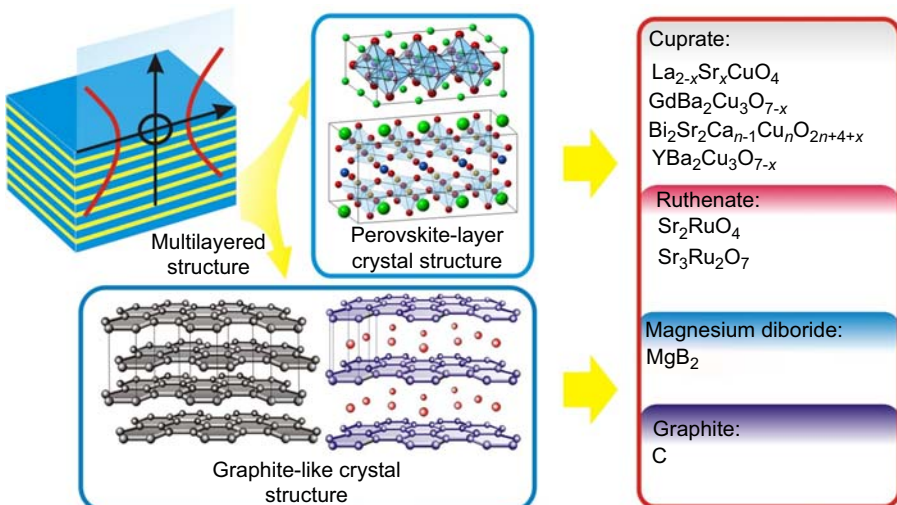 Multilayered
structure
Perovskite-layer
crystal structure
Graphite-like crystal
structure
Cuprate:
La₂₋ₓSrₓCuO₄
GdBa₂Cu₃O₇₋ₓ
Bi₂Sr₂Caₙ₋₁CuₙO₂ₙ₊₄₊ₓ
YBa₂Cu₃O₇₋ₓ
Ruthenate:
Sr₂RuO₄
Sr₃Ru₂O₇
Magnesium diboride:
MgB₂
Graphite:
C